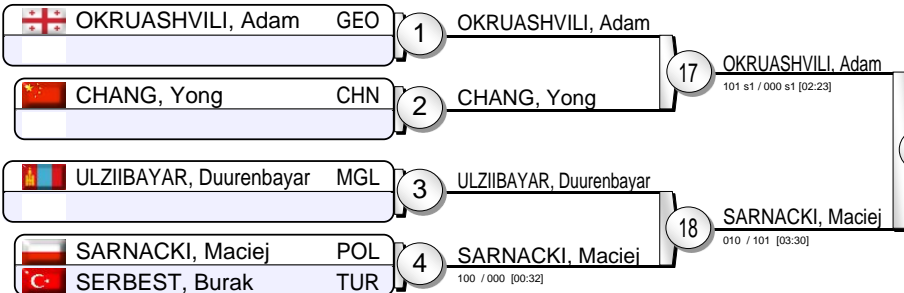 OKRUASHVILI, Adam GEO
1
OKRUASHVILI, Adam
17
OKRUASHVILI, Adam
101 s1 / 000 s1 [02:23]
CHANG, Yong CHN
2
CHANG, Yong
ULZIIBAYAR, Duurenbayar MGL
3
ULZIIBAYAR, Duurenbayar
18
SARNACKI, Maciej
010 / 101 [03:30]
SARNACKI, Maciej POL
SERBEST, Burak TUR
4
SARNACKI, Maciej
100 / 000 [00:32]